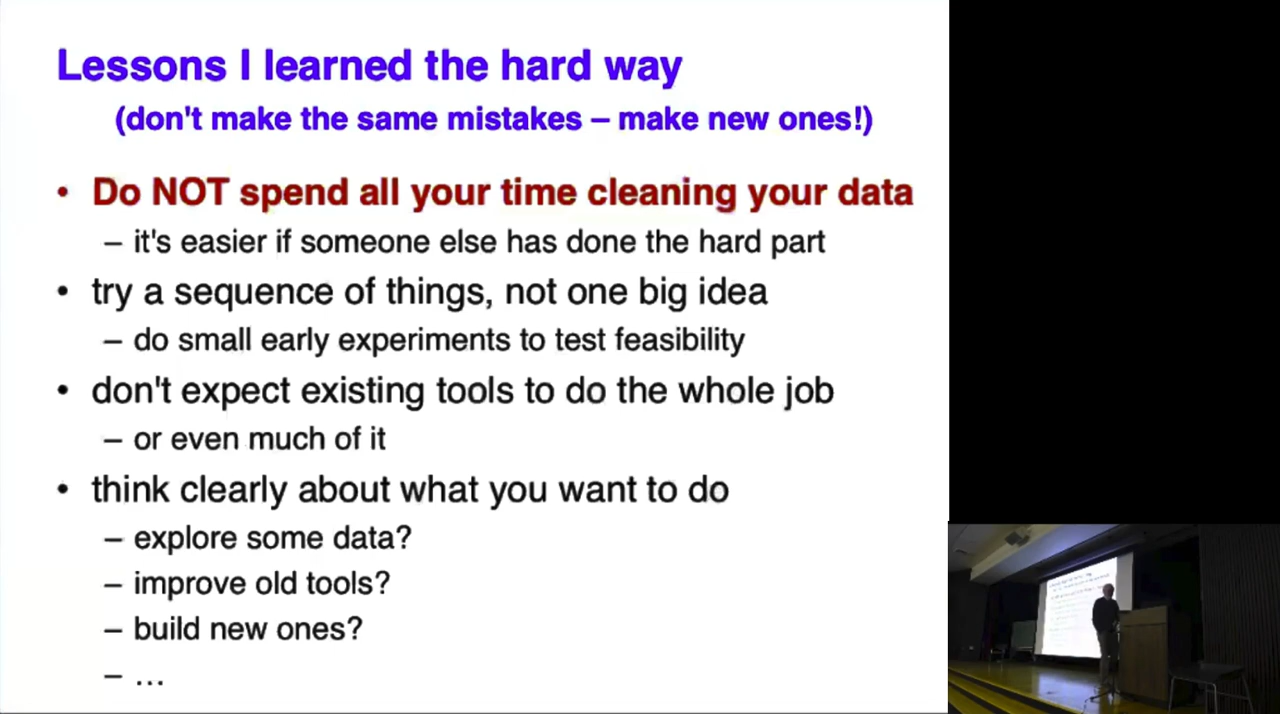 Lessons I learned the hard way
(don't make the same mistakes – make new ones!)
• Do NOT spend all your time cleaning your data
– it's easier if someone else has done the hard part
• try a sequence of things, not one big idea
– do small early experiments to test feasibility
• don't expect existing tools to do the whole job
– or even much of it
• think clearly about what you want to do
– explore some data?
– improve old tools?
– build new ones?
– ...